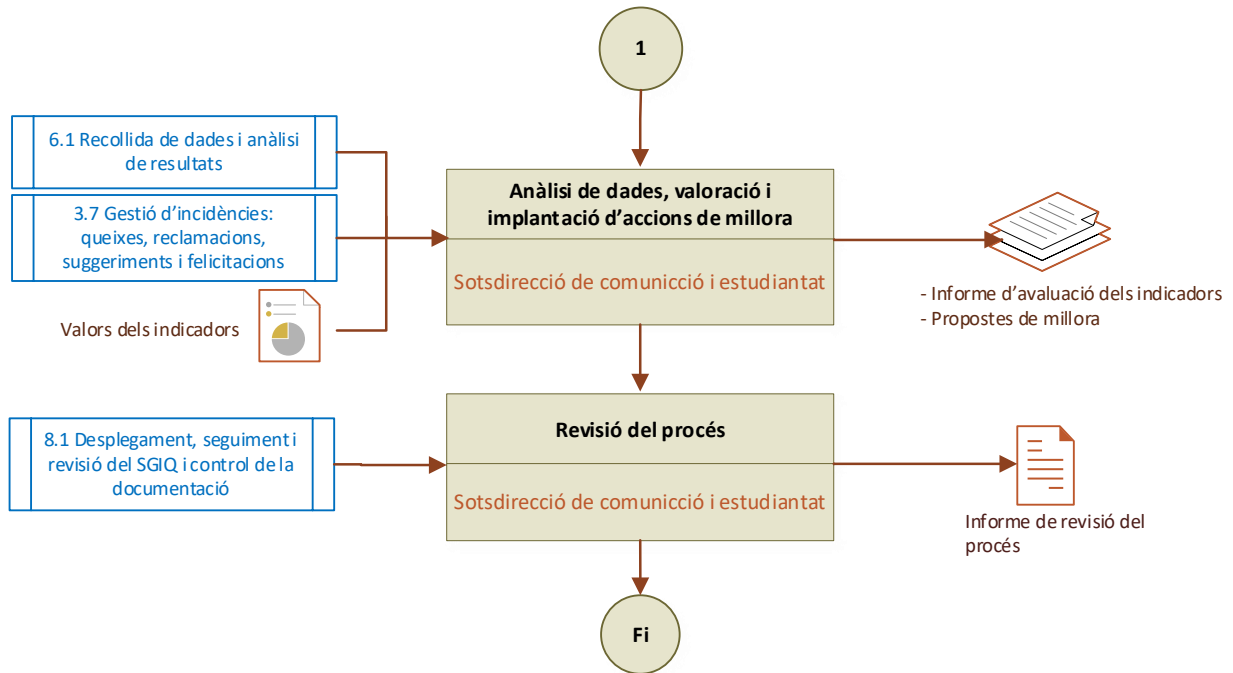 1
6.1 Recollida de dades i anàlisi
de resultats
3.7 Gestió d'incidències:
queixes, reclamacions,
suggeriments i felicitacions
Valors dels indicadors
Anàlisi de dades, valoració i
implantació d'accions de millora
Sotsdirecció de comunicció i estudiantat
- Informe d'avaluació dels indicadors
- Propostes de millora
8.1 Desplegament, seguiment i
revisió del SGIQ i control de la
documentació
Revisió del procés
Sotsdirecció de comunicció i estudiantat
Informe de revisió del
procés
Fi